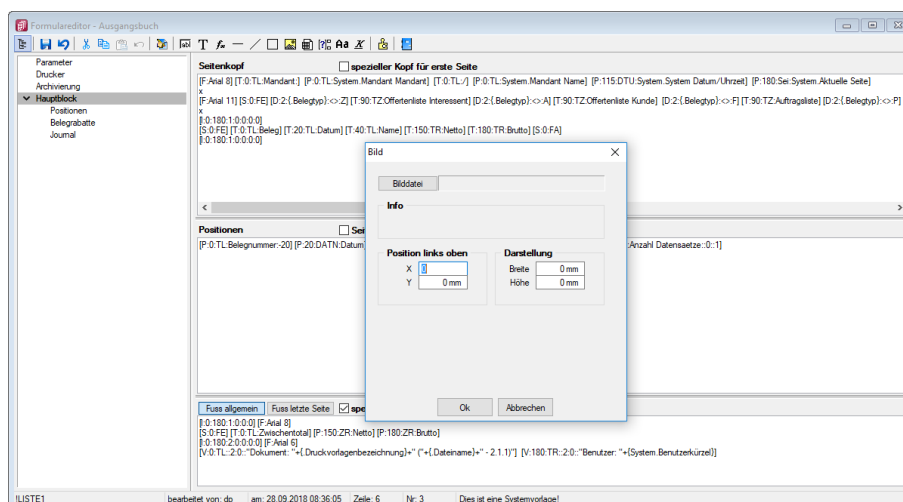 Formulareditor - Ausgangsbuch
Parameter
Drucker
Archivierung
Hauptblock
Positionen
Belegrabatte
Journal
Seitenkopf
spezieller Kopf für erste Seite
[F:Arial 8] [T:0:TL:Mandant:] [P:0:TL:System.Mandant Mandant] [T:0:TL:/] [P:0:TL:System.Mandant Name] [P:115:DTU:System.System Datum/Uhrzeit] [P:180:Sei:System.Aktuelle Seite]
x
[F:Arial 11] [S:0:FE] [D:2:{.Belegtyp}:<>:Z] [T:90:TZ:Offertenliste Interessent] [D:2:{.Belegtyp}:<>:A] [T:90:TZ:Offertenliste Kunde] [D:2:{.Belegtyp}:<>:F] [T:90:TZ:Auftragsliste] [D:2:{.Belegtyp}:<>:P]
x
[l:0:180:1:0:0:0:0]
[S:0:FE] [T:0:TL:Beleg] [T:20:TL:Datum] [T:40:TL:Name] [T:150:TR:Netto] [T:180:TR:Brutto] [S:0:FA]
[l:0:180:1:0:0:0:0]
Positionen
Sei
[P:0:TL:Belegnummer:-20] [P:20:DATN:Datum
:Anzahl Datensaetze::0::1]
Bild
Bilddatei
Info
Position links oben
X 0
Y 0 mm
Darstellung
Breite 0 mm
Höhe 0 mm
Ok Abbrechen
Fuss allgemein Fuss letzte Seite spe
[l:0:180:1:0:0:0] [F:Arial 8]
[S:0:FE] [T:0:TL:Zwischentotal] [P:150:ZR:Netto] [P:180:ZR:Brutto]
[l:0:180:2:0:0:0:0] [F:Arial 6]
[V:0:TL::2:0::"Dokument: "+{.Druckvorlagenbezeichnung}+" ("+{.Dateiname}+" - 2.1.1)"] [V:180:TR::2:0::"Benutzer: "+{System.Benutzerkürzel}]
!LISTE1 bearbeitet von: dp am: 28.09.2018 08:36:05 Zeile: 6 Nr: 3 Dies ist eine Systemvorlage!